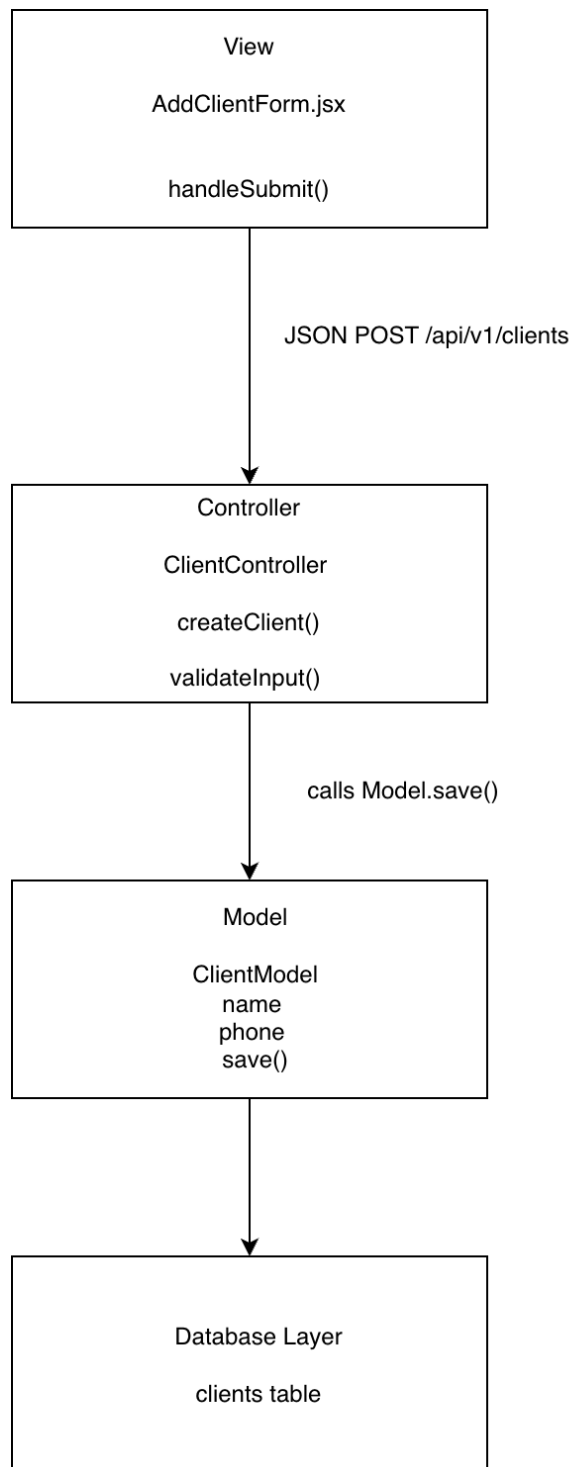 View
AddClientForm.jsx
handleSubmit()
JSON POST /api/v1/clients
Controller
ClientController
createClient()
validateInput()
calls Model.save()
Model
ClientModel
name
phone
save()
Database Layer
clients table